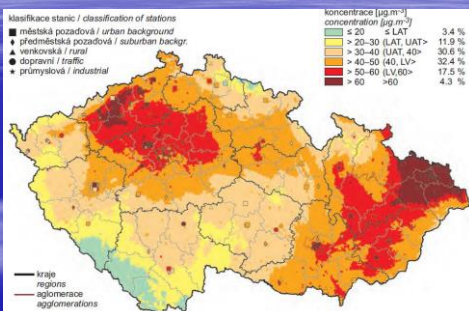 klasifikace stanic / classification of stations
městská pozaďová / urban background
předměstská pozaďová / suburban backgr.
venkovská / rural
dopravní / traffic
průmyslová / industrial
koncentrace [µg.m⁻³]
concentration [µg.m⁻³]
≤ 20 ≤ LAT 3.4 %
> 20–30 (LAT, UAT> 11.9 %
> 30–40 (UAT, 40> 30.6 %
> 40–50 (40, LV> 32.4 %
> 50–60 (LV,60> 17.5 %
> 60 >60 4.3 %
kraje
regions
aglomerace
agglomerations